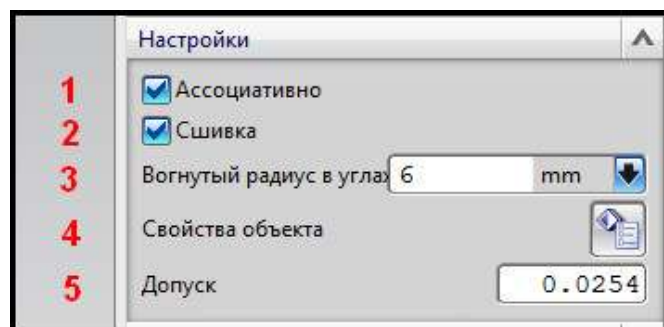 Настройки
1 Ассоциативно
2 Сшивка
3 Вогнутый радиус в углах 6 mm
4 Свойства объекта
5 Допуск 0.0254